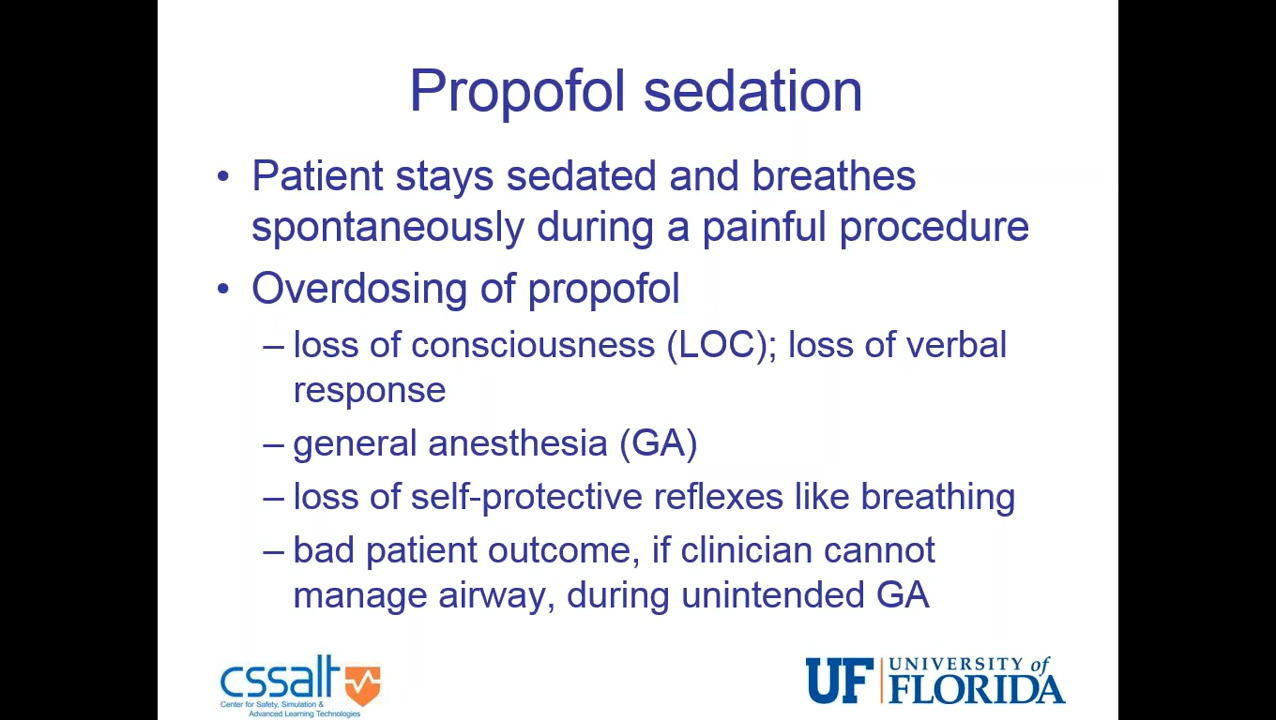 Propofol sedation
• Patient stays sedated and breathes
spontaneously during a painful procedure
• Overdosing of propofol
– loss of consciousness (LOC); loss of verbal
response
– general anesthesia (GA)
– loss of self-protective reflexes like breathing
– bad patient outcome, if clinician cannot
manage airway, during unintended GA
cssalt
Center for Safety, Simulation &
Advanced Learning Technologies
UF UNIVERSITY of
FLORIDA